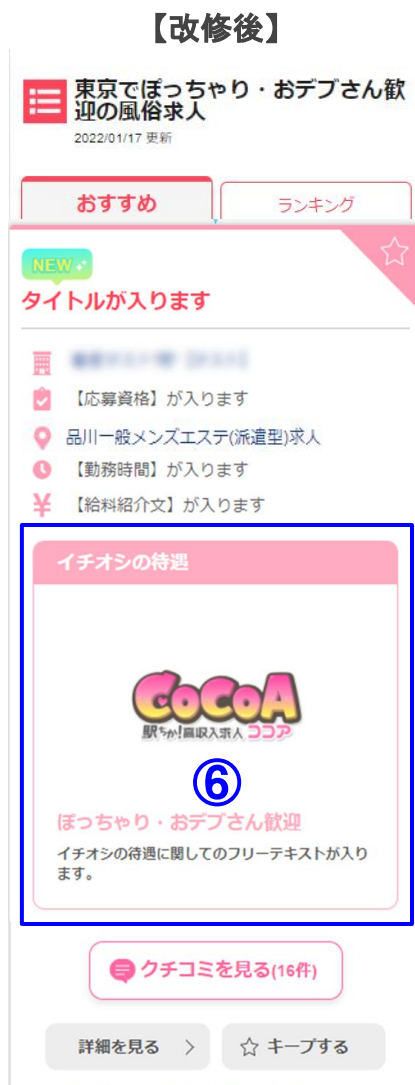 【改修後】
東京でぽっちゃり・おデブさん歓
迎の風俗求人
2022/01/17 更新
おすすめ
ランキング
NEW
タイトルが入ります
【応募資格】が入ります
品川一般メンズエステ(派遣型)求人
【勤務時間】が入ります
¥ 【給料紹介文】が入ります
イチオシの待遇
CoCoA
駅ちか!高収入求人 ココア
⑥
ぽっちゃり・おデブさん歓迎
イチオシの待遇に関してのフリーテキストが入り
ます。
クチコミを見る(16件)
詳細を見る
キープする